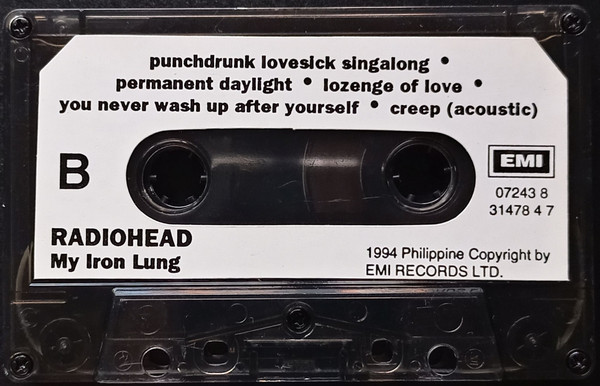 punchdrunk lovesick singalong •
permanent daylight • lozenge of love •
you never wash up after yourself • creep (acoustic)
B
EMI
07243 8
31478 4 7
RADIOHEAD
My Iron Lung
1994 Philippine Copyright by
EMI RECORDS LTD.